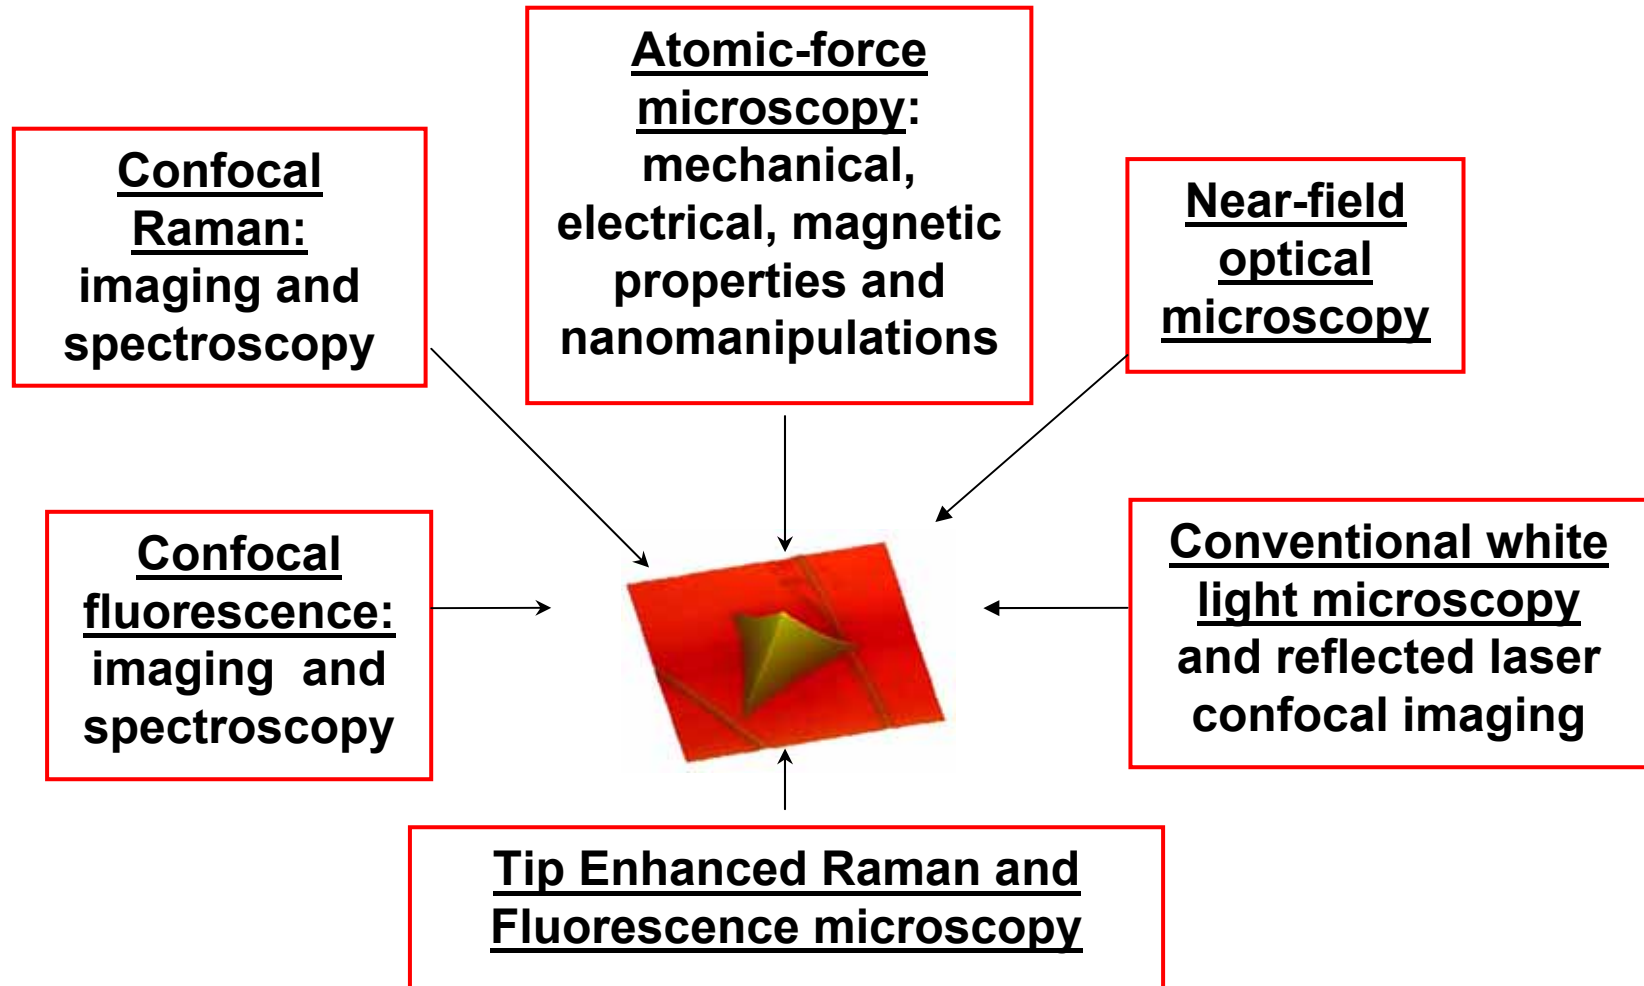 Atomic-force
microscopy:
mechanical,
electrical, magnetic
properties and
nanomanipulations
Confocal
Raman:
imaging and
spectroscopy
Near-field
optical
microscopy
Confocal
fluorescence:
imaging  and
spectroscopy
Conventional white
light microscopy
and reflected laser
confocal imaging
Tip Enhanced Raman and
Fluorescence microscopy